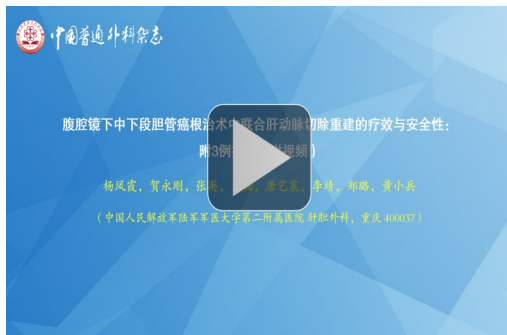 中国普通外科杂志
腹腔镜下中下段胆管癌根治术中联合肝动脉切除重建的疗效与安全性：
附3例视频）
杨凤霞，贺永刚，张英，唐艺宸，李靖，郑璐，黄小兵
（中国人民解放军陆军军医大学第二附属医院 肝胆外科，重庆 400037）